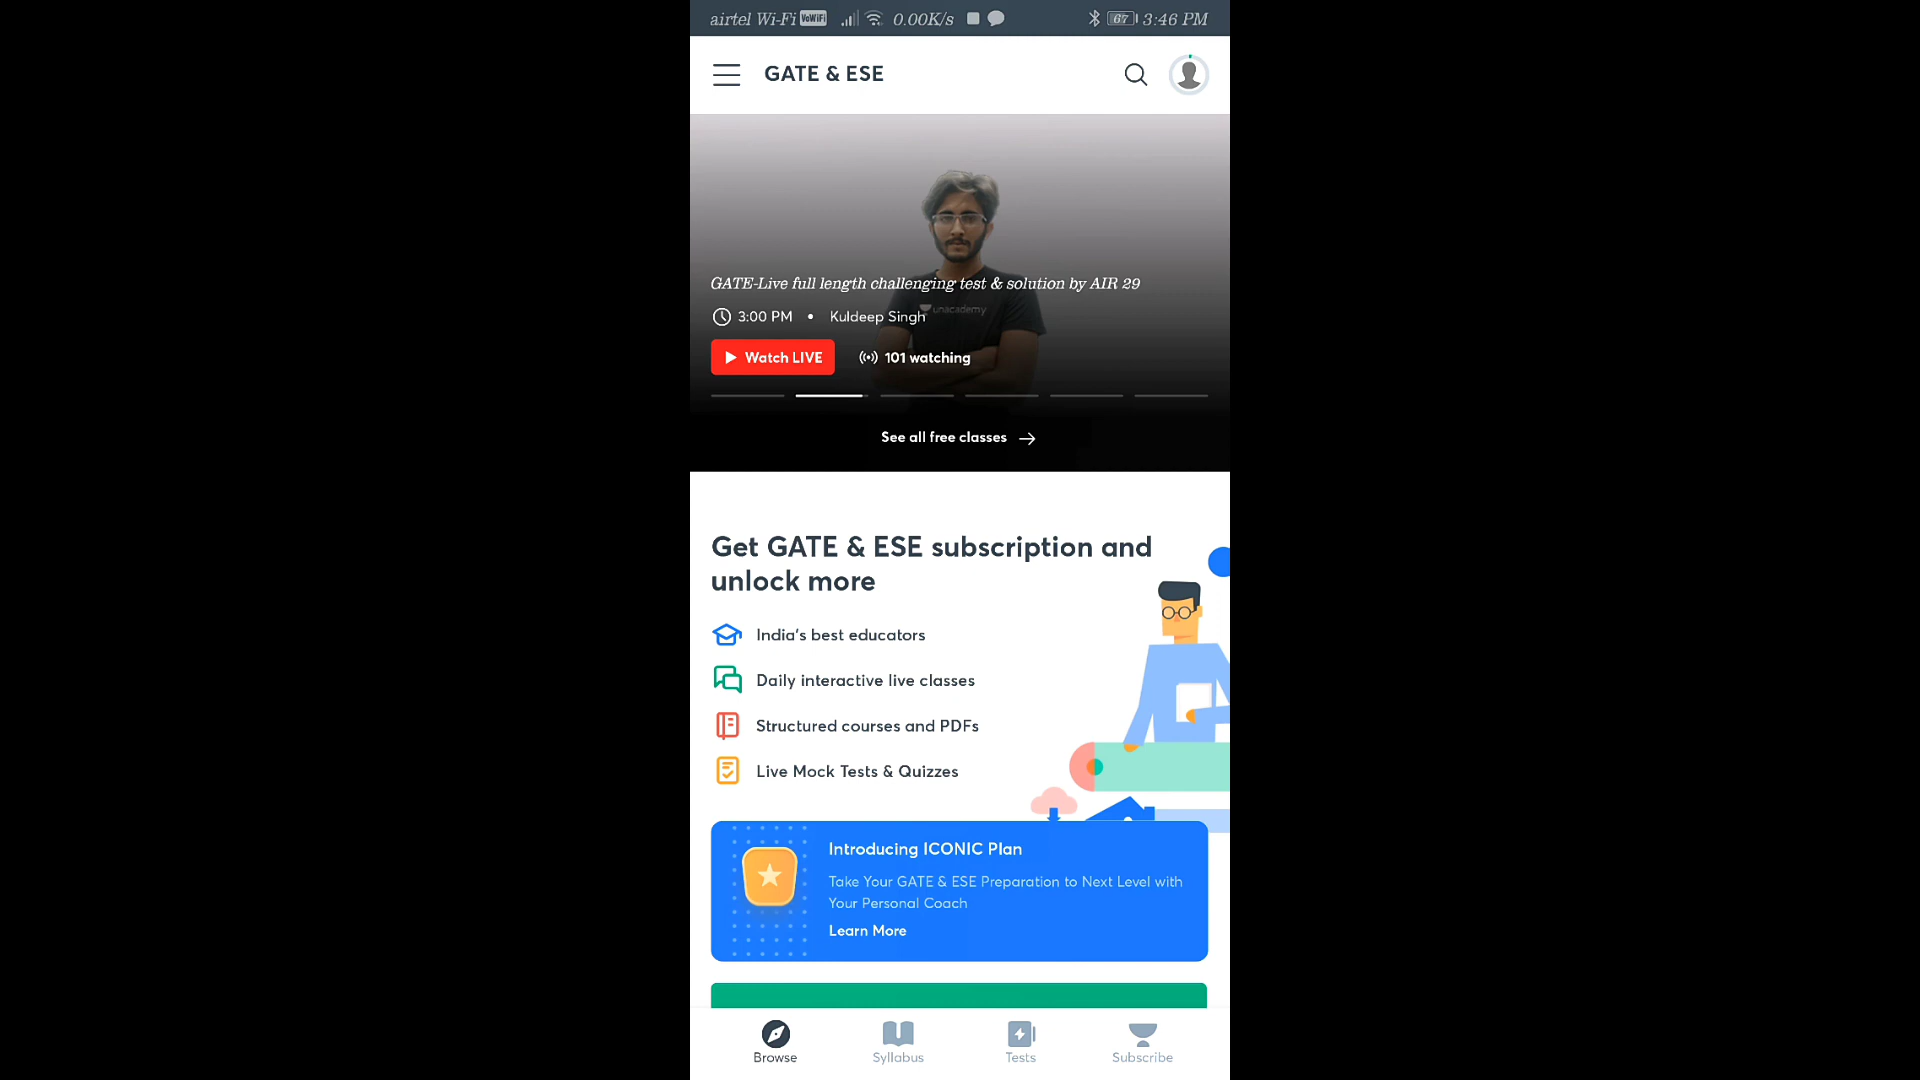 airtel Wi-Fi VoWiFi 0.00K/s 67 3:46 PM
GATE & ESE
GATE-Live full length challenging test & solution by AIR 29
unacademy
3:00 PM • Kuldeep Singh
Watch LIVE 101 watching
See all free classes →
Get GATE & ESE subscription and
unlock more
India's best educators
Daily interactive live classes
Structured courses and PDFs
Live Mock Tests & Quizzes
Introducing ICONIC Plan
Take Your GATE & ESE Preparation to Next Level with
Your Personal Coach
Learn More
Browse Syllabus Tests Subscribe